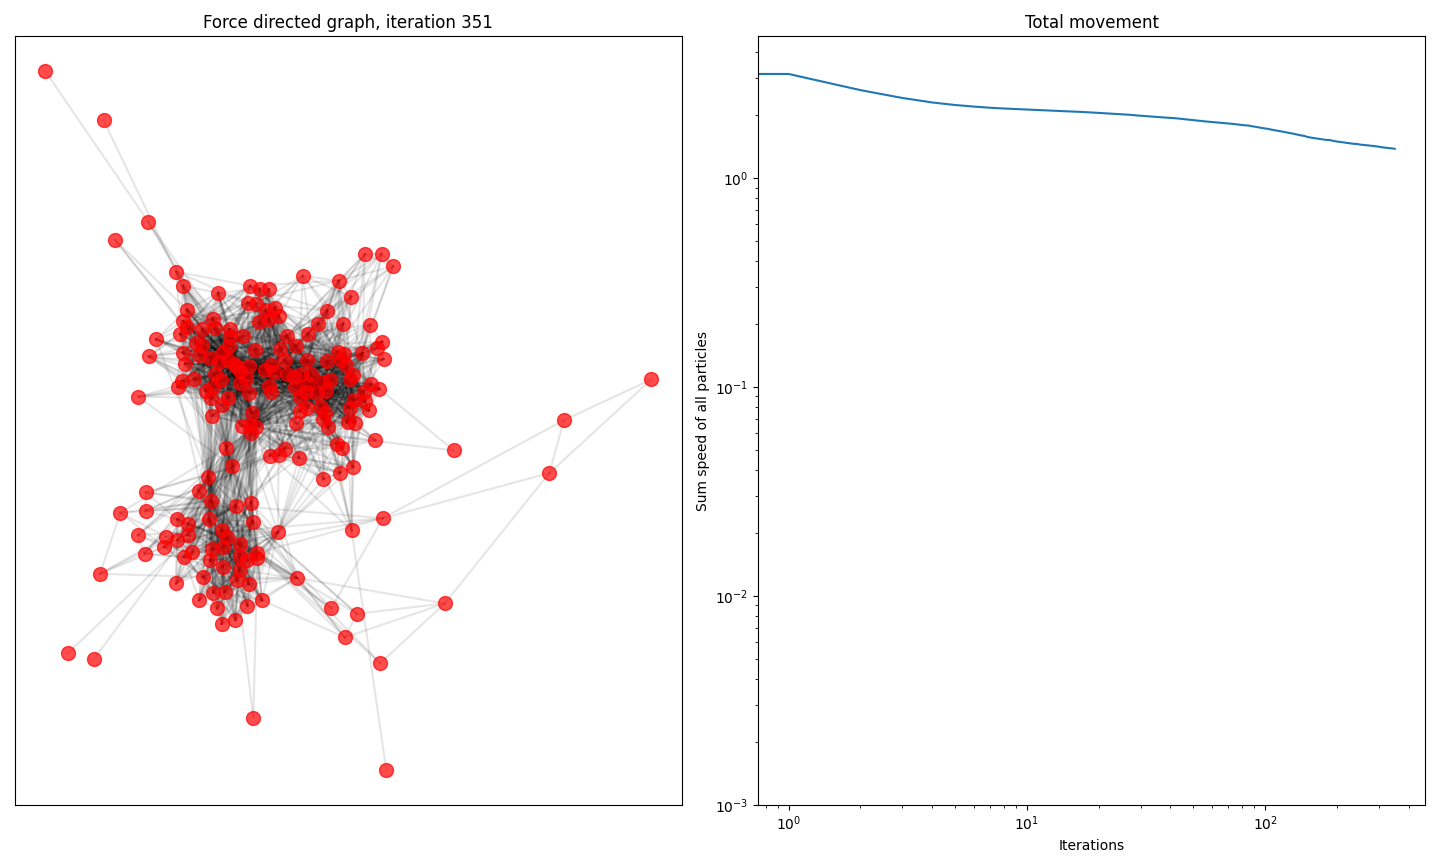 Force directed graph, iteration 351
Total movement
Sum speed of all particles
10⁰
10⁻¹
10⁻²
10⁻³
10⁰
10¹
10²
Iterations